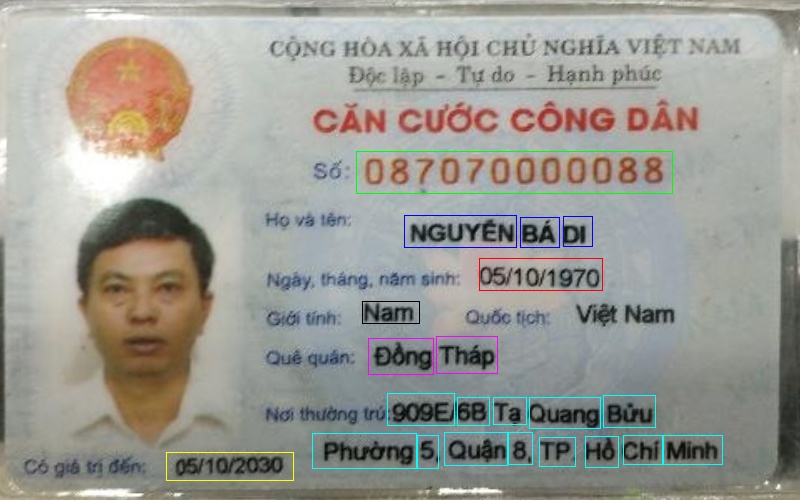 CỘNG HÒA XÃ HỘI CHỦ NGHĨA VIỆT NAM
Độc lập - Tự do - Hạnh phúc
CĂN CƯỚC CÔNG DÂN
Số: 087070000088
Họ và tên: NGUYỄN BÁ DI
Ngày, tháng, năm sinh: 05/10/1970
Giới tính: Nam Quốc tịch: Việt Nam
Quê quán: Đồng Tháp
Nơi thường trú: 909E/6B Tạ Quang Bửu
Phường 5, Quận 8, TP. Hồ Chí Minh
Có giá trị đến: 05/10/2030